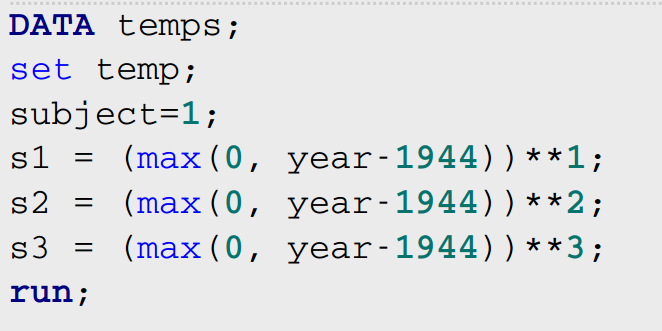 DATA temps;
set temp;
subject=1;
s1 = (max(0, year-1944))**1;
s2 = (max(0, year-1944))**2;
s3 = (max(0, year-1944))**3;
run;